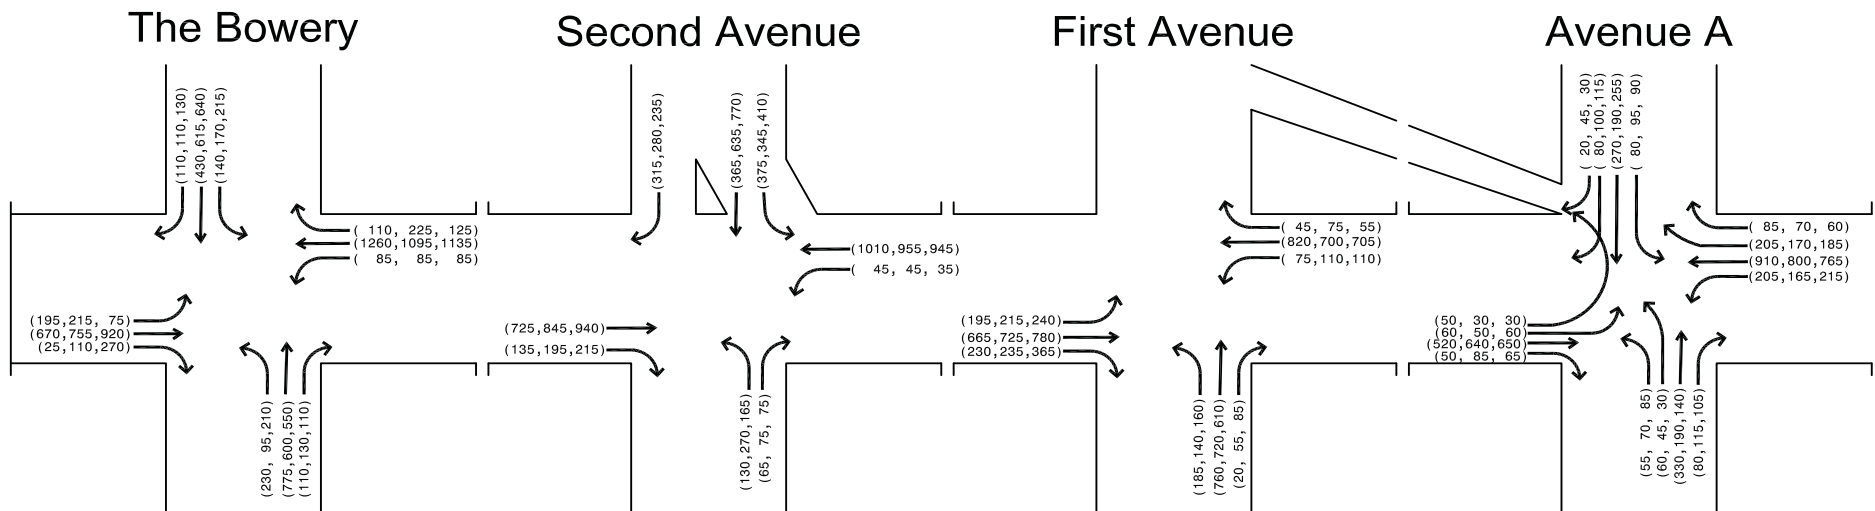 The Bowery
Second Avenue
First Avenue
Avenue A
(110,110,130)
(430,615,640)
(140,170,215)
( 110, 225, 125)
(1260,1095,1135)
( 85, 85, 85)
(195,215, 75)
(670,755,920)
(25,110,270)
(230, 95,210)
(775,600,550)
(110,130,110)
(315,280,235)
(365,635,770)
(375,345,410)
(1010,955,945)
( 45, 45, 35)
(725,845,940)
(135,195,215)
(130,270,165)
(65, 75, 75)
( 45, 75, 55)
(820,700,705)
( 75,110,110)
(195,215,240)
(665,725,780)
(230,235,365)
(185,140,160)
(760,720,610)
(20, 55, 85)
( 20, 45, 30)
( 80,100,115)
(270,190,255)
( 80, 95, 90)
( 85, 70, 60)
(205,170,185)
(910,800,765)
(205,165,215)
(50, 30, 30)
(60, 50, 60)
(520,640,650)
(50, 85, 65)
(55, 70, 85)
(60, 45, 30)
(330,190,140)
(80,115,105)